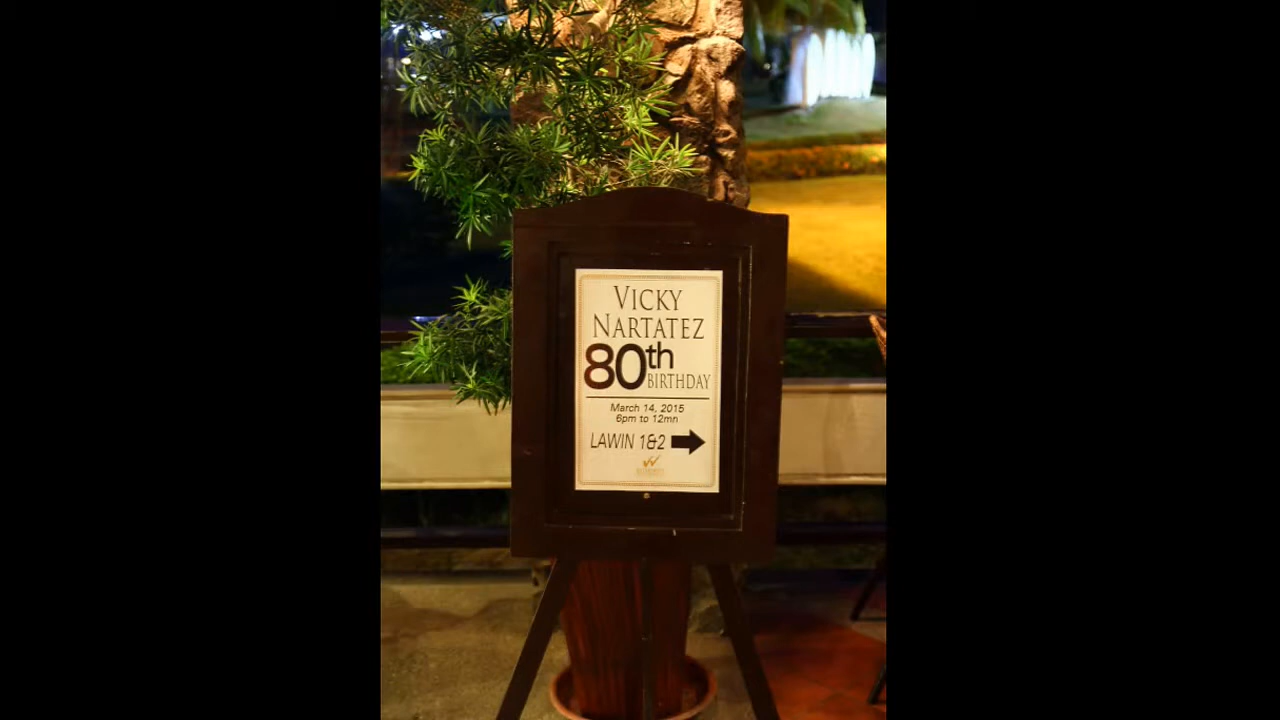 VICKY
NARTATEZ
80th
BIRTHDAY
March 14, 2015
6pm to 12mn
LAWIN 1&2